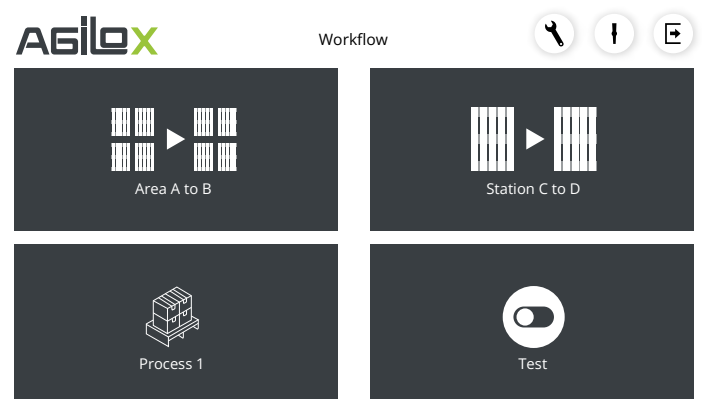 AGILOX
Workflow
Area A to B
Station C to D
Process 1
Test